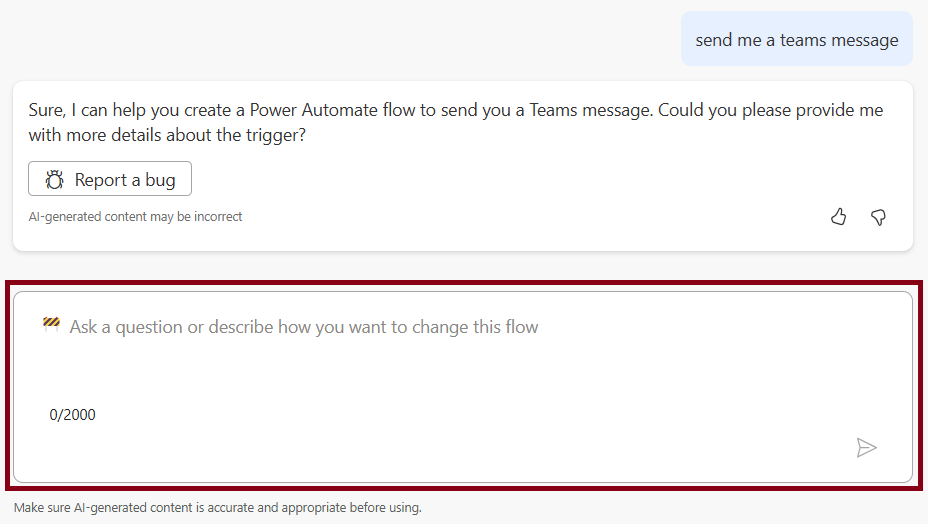 send me a teams message
Sure, I can help you create a Power Automate flow to send you a Teams message. Could you please provide me
with more details about the trigger?
Report a bug
AI-generated content may be incorrect
Ask a question or describe how you want to change this flow
0/2000
Make sure AI-generated content is accurate and appropriate before using.